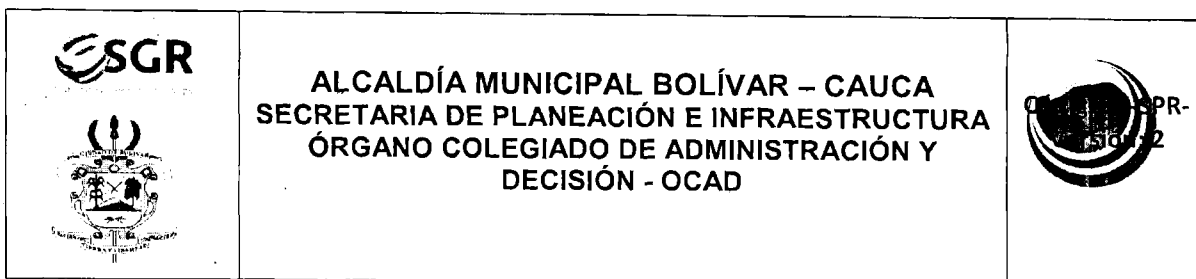 SGR
ALCALDÍA MUNICIPAL BOLÍVAR – CAUCA
SECRETARIA DE PLANEACIÓN E INFRAESTRUCTURA
ÓRGANO COLEGIADO DE ADMINISTRACIÓN Y
DECISIÓN - OCAD